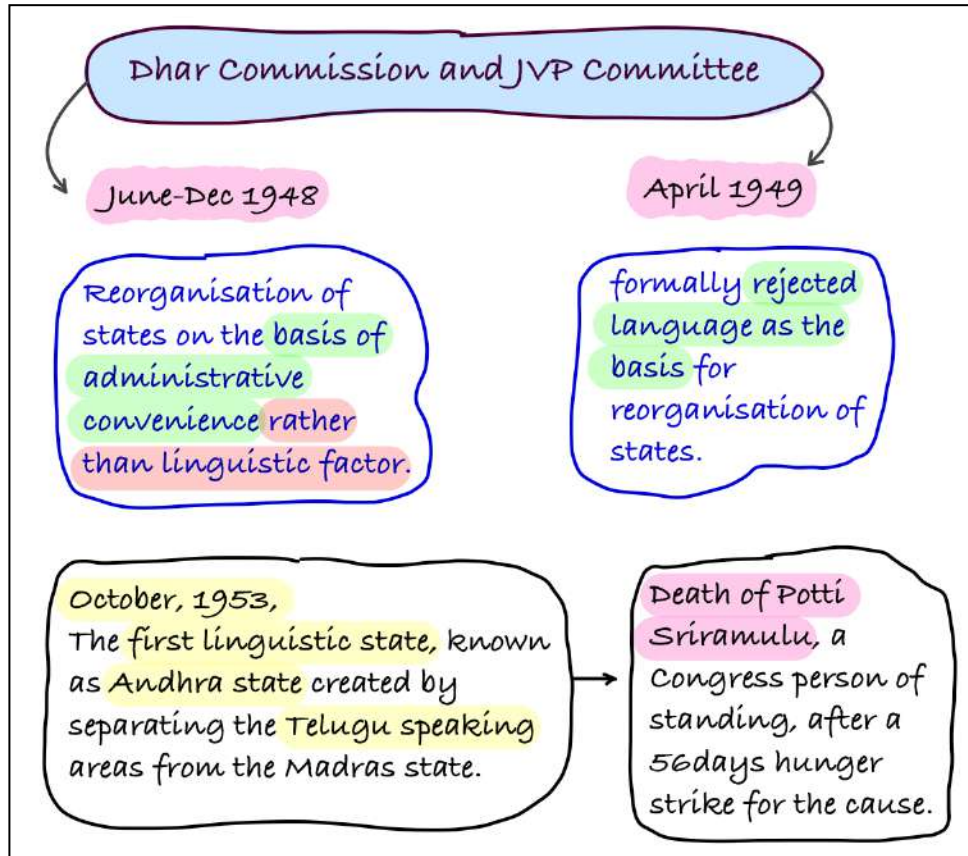 Dhar Commission and JVP Committee
June-Dec 1948
Reorganisation of
states on the basis of
administrative
convenience rather
than linguistic factor.
April 1949
formally rejected
language as the
basis for
reorganisation of
states.
October, 1953,
The first linguistic state, known
as Andhra state created by
separating the Telugu speaking
areas from the Madras state.
Death of Potti
Sriramulu, a
Congress person of
standing, after a
56days hunger
strike for the cause.